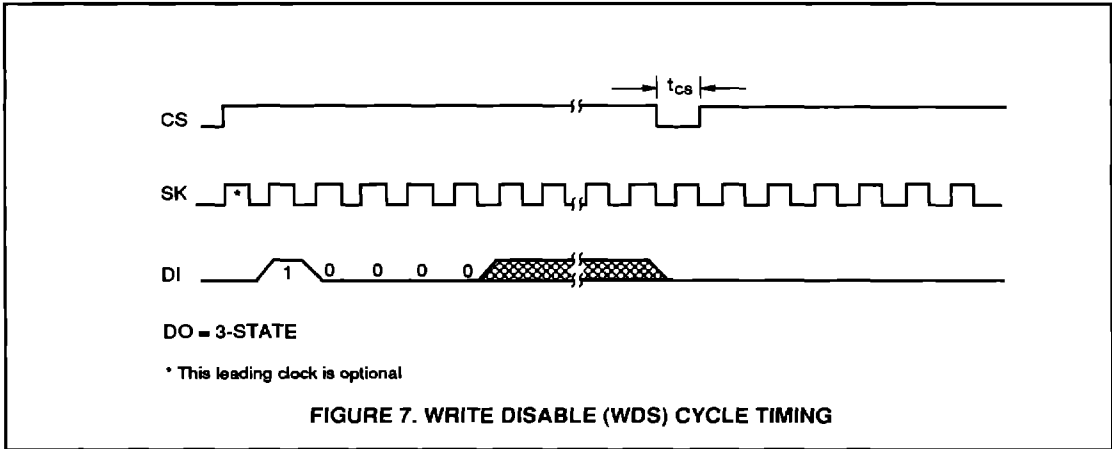 t_CS
CS
SK *
DI 1 0 0 0 0
DO = 3-STATE
* This leading clock is optional
FIGURE 7. WRITE DISABLE (WDS) CYCLE TIMING